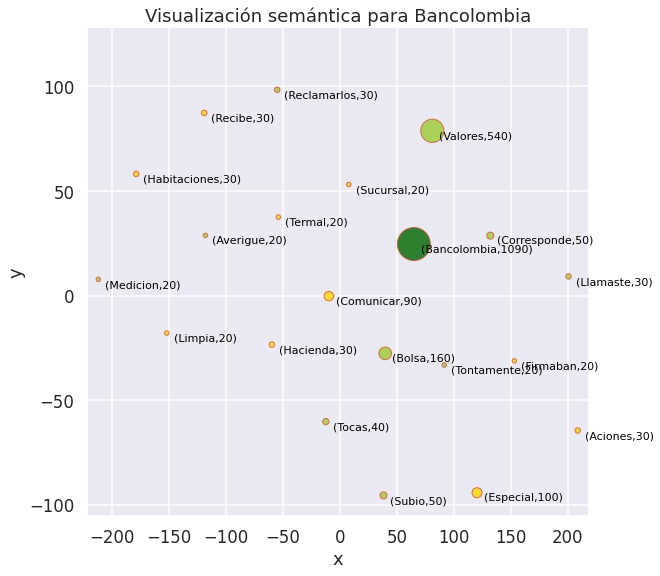 Visualización semántica para Bancolombia
y
100
50
0
−50
−100
(Reclamarlos,30)
(Recibe,30)
(Valores,540)
(Habitaciones,30)
(Sucursal,20)
(Termal,20)
(Averigue,20)
(Corresponde,50)
(Bancolombia,1090)
(Llamaste,30)
(Medicion,20)
(Comunicar,90)
(Limpia,20)
(Hacienda,30)
(Bolsa,160)
(Firmaban,20)
(Tontamente,20)
(Tocas,40)
(Aciones,30)
(Especial,100)
(Subio,50)
−200 −150 −100 −50 0 50 100 150 200
x